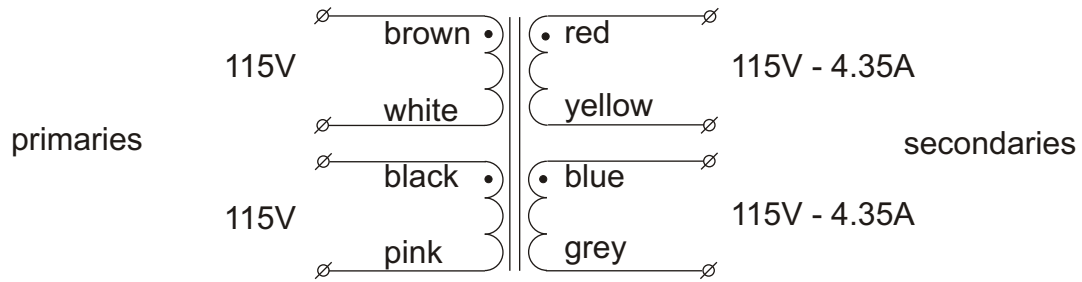 brown
red
115V
115V - 4.35A
white
yellow
primaries
secondaries
black
blue
115V
115V - 4.35A
pink
grey